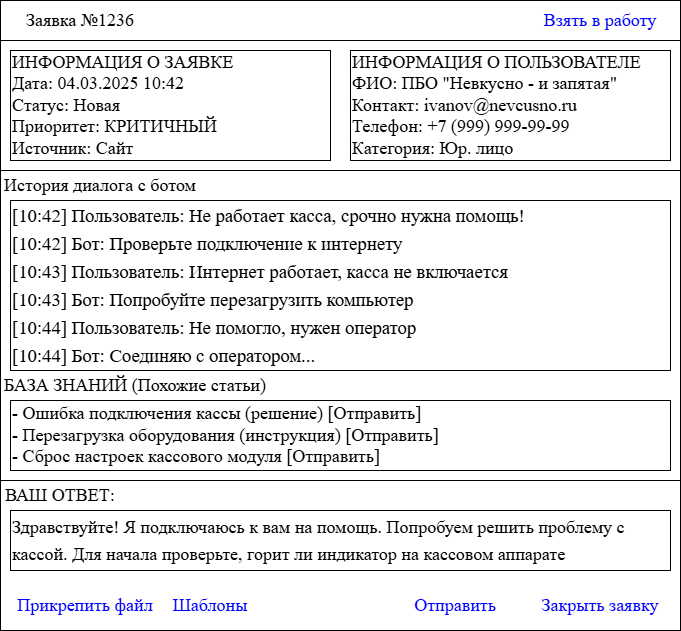 Заявка №1236
Взять в работу
ИНФОРМАЦИЯ О ЗАЯВКЕ
Дата: 04.03.2025 10:42
Статус: Новая
Приоритет: КРИТИЧНЫЙ
Источник: Сайт
ИНФОРМАЦИЯ О ПОЛЬЗОВАТЕЛЕ
ФИО: ПБО "Невкусно - и запятая"
Контакт: ivanov@nevcusno.ru
Телефон: +7 (999) 999-99-99
Категория: Юр. лицо
История диалога с ботом
[10:42] Пользователь: Не работает касса, срочно нужна помощь!
[10:42] Бот: Проверьте подключение к интернету
[10:43] Пользователь: Интернет работает, касса не включается
[10:43] Бот: Попробуйте перезагрузить компьютер
[10:44] Пользователь: Не помогло, нужен оператор
[10:44] Бот: Соединяю с оператором...
БАЗА ЗНАНИЙ (Похожие статьи)
- Ошибка подключения кассы (решение) [Отправить]
- Перезагрузка оборудования (инструкция) [Отправить]
- Сброс настроек кассового модуля [Отправить]
ВАШ ОТВЕТ:
Здравствуйте! Я подключаюсь к вам на помощь. Попробуем решить проблему с
кассой. Для начала проверьте, горит ли индикатор на кассовом аппарате
Прикрепить файл
Шаблоны
Отправить
Закрыть заявку